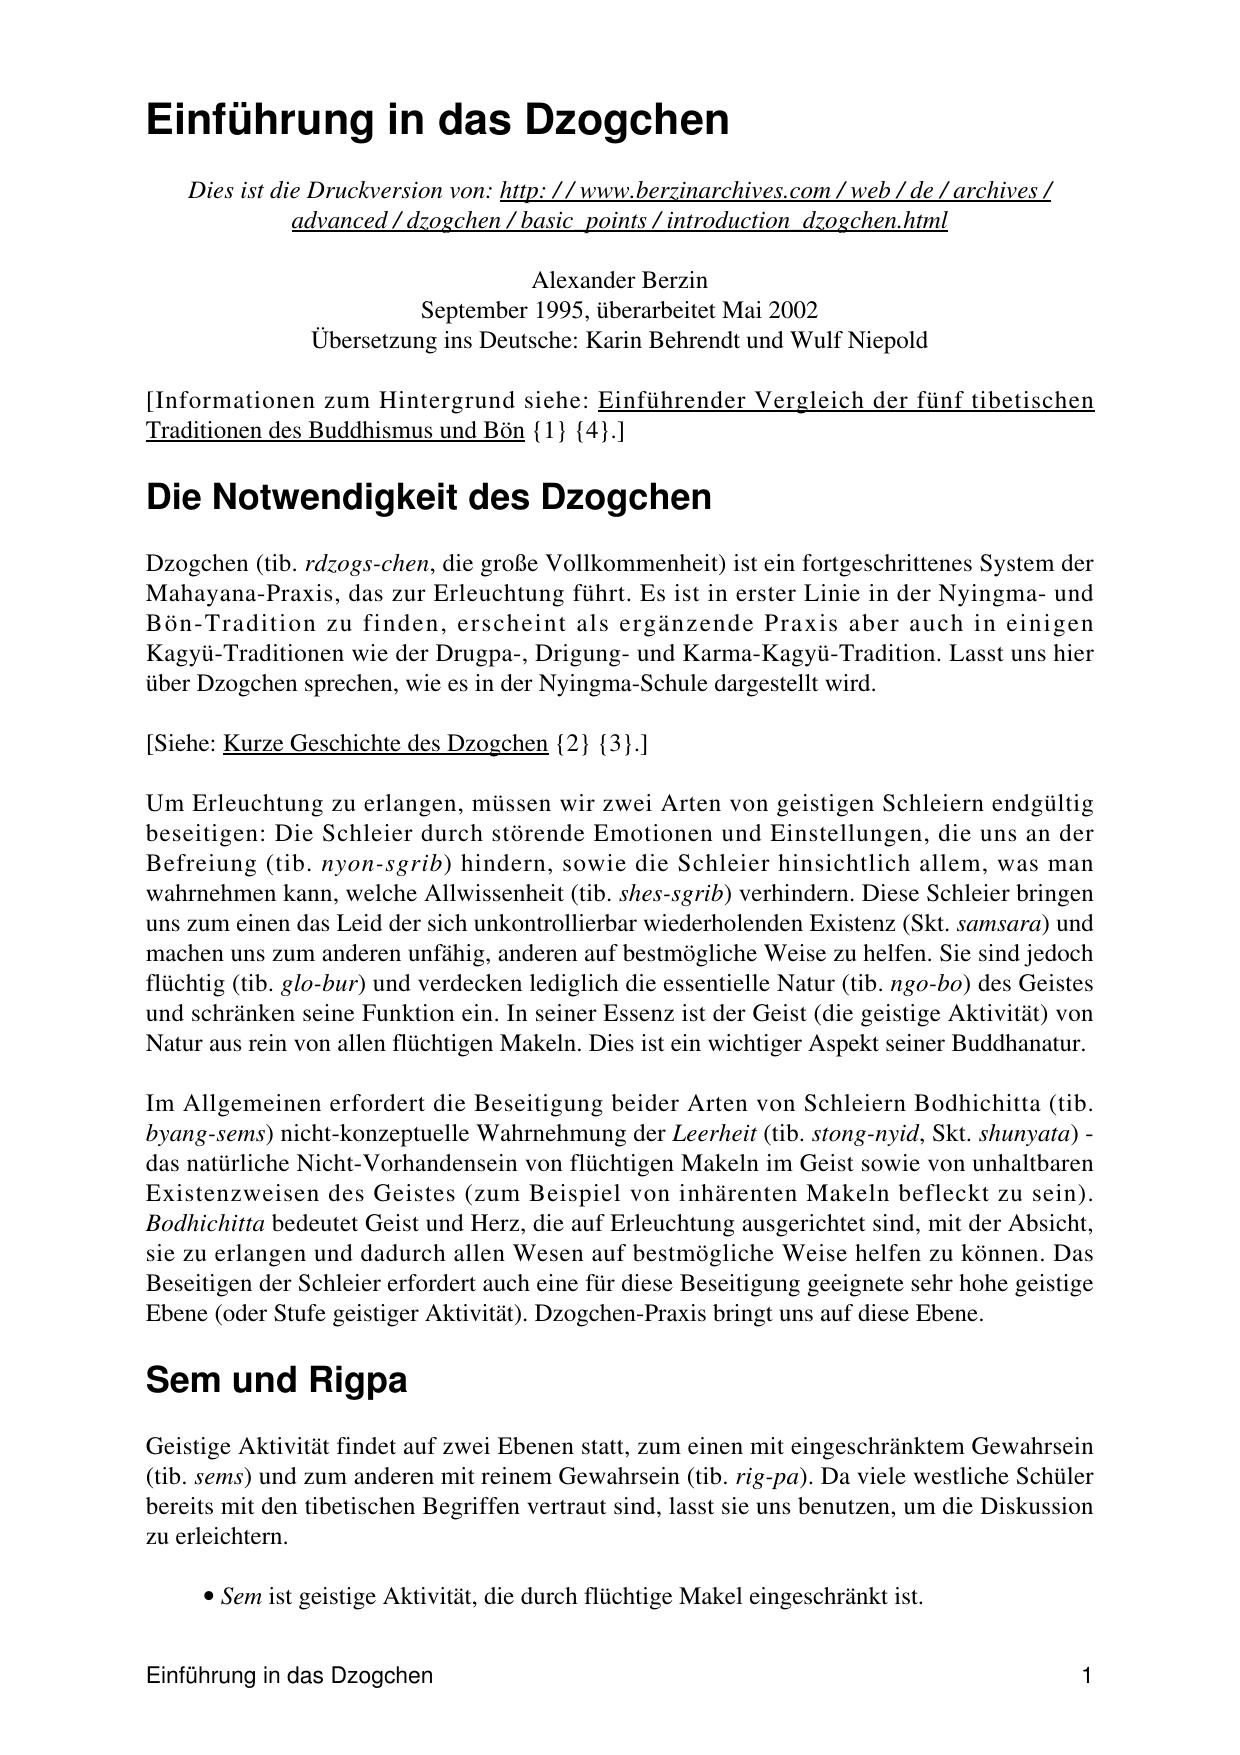 Einführung in das Dzogchen
Dies ist die Druckversion von: http: / / www.berzinarchives.com / web / de / archives /
advanced / dzogchen / basic_points / introduction_dzogchen.html
Alexander Berzin
September 1995, überarbeitet Mai 2002
Übersetzung ins Deutsche: Karin Behrendt und Wulf Niepold
[Informationen zum Hintergrund siehe: Einführender Vergleich der fünf tibetischen
Traditionen des Buddhismus und Bön {1} {4}.]
Die Notwendigkeit des Dzogchen
Dzogchen (tib. rdzogs-chen, die große Vollkommenheit) ist ein fortgeschrittenes System der
Mahayana-Praxis, das zur Erleuchtung führt. Es ist in erster Linie in der Nyingma- und
Bön-Tradition zu finden, erscheint als ergänzende Praxis aber auch in einigen
Kagyü-Traditionen wie der Drugpa-, Drigung- und Karma-Kagyü-Tradition. Lasst uns hier
über Dzogchen sprechen, wie es in der Nyingma-Schule dargestellt wird.
[Siehe: Kurze Geschichte des Dzogchen {2} {3}.]
Um Erleuchtung zu erlangen, müssen wir zwei Arten von geistigen Schleiern endgültig
beseitigen: Die Schleier durch störende Emotionen und Einstellungen, die uns an der
Befreiung (tib. nyon-sgrib) hindern, sowie die Schleier hinsichtlich allem, was man
wahrnehmen kann, welche Allwissenheit (tib. shes-sgrib) verhindern. Diese Schleier bringen
uns zum einen das Leid der sich unkontrollierbar wiederholenden Existenz (Skt. samsara) und
machen uns zum anderen unfähig, anderen auf bestmögliche Weise zu helfen. Sie sind jedoch
flüchtig (tib. glo-bur) und verdecken lediglich die essentielle Natur (tib. ngo-bo) des Geistes
und schränken seine Funktion ein. In seiner Essenz ist der Geist (die geistige Aktivität) von
Natur aus rein von allen flüchtigen Makeln. Dies ist ein wichtiger Aspekt seiner Buddhanatur.
Im Allgemeinen erfordert die Beseitigung beider Arten von Schleiern Bodhichitta (tib.
byang-sems) nicht-konzeptuelle Wahrnehmung der Leerheit (tib. stong-nyid, Skt. shunyata) -
das natürliche Nicht-Vorhandensein von flüchtigen Makeln im Geist sowie von unhaltbaren
Existenzweisen des Geistes (zum Beispiel von inhärenten Makeln befleckt zu sein).
Bodhichitta bedeutet Geist und Herz, die auf Erleuchtung ausgerichtet sind, mit der Absicht,
sie zu erlangen und dadurch allen Wesen auf bestmögliche Weise helfen zu können. Das
Beseitigen der Schleier erfordert auch eine für diese Beseitigung geeignete sehr hohe geistige
Ebene (oder Stufe geistiger Aktivität). Dzogchen-Praxis bringt uns auf diese Ebene.
Sem und Rigpa
Geistige Aktivität findet auf zwei Ebenen statt, zum einen mit eingeschränktem Gewahrsein
(tib. sems) und zum anderen mit reinem Gewahrsein (tib. rig-pa). Da viele westliche Schüler
bereits mit den tibetischen Begriffen vertraut sind, lasst sie uns benutzen, um die Diskussion
zu erleichtern.
• Sem ist geistige Aktivität, die durch flüchtige Makel eingeschränkt ist.
Einführung in das Dzogchen 1